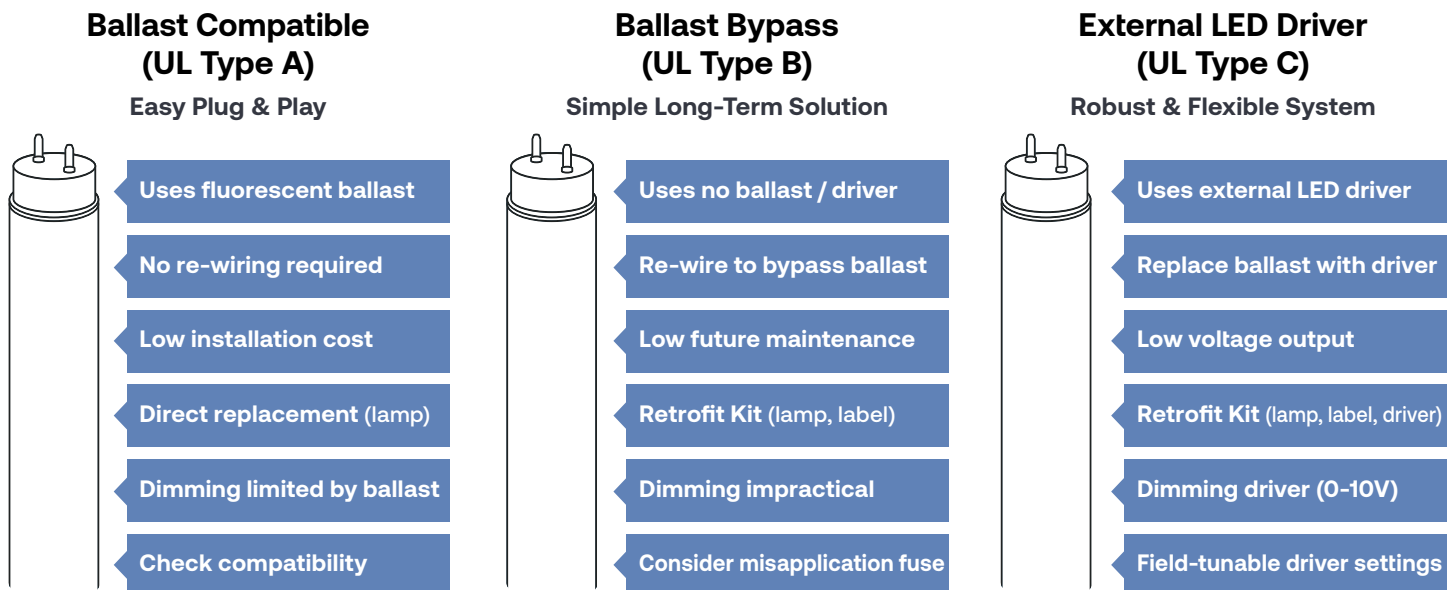 Ballast Compatible
(UL Type A)
Easy Plug & Play
Uses fluorescent ballast
No re-wiring required
Low installation cost
Direct replacement (lamp)
Dimming limited by ballast
Check compatibility
Ballast Bypass
(UL Type B)
Simple Long-Term Solution
Uses no ballast / driver
Re-wire to bypass ballast
Low future maintenance
Retrofit Kit (lamp, label)
Dimming impractical
Consider misapplication fuse
External LED Driver
(UL Type C)
Robust & Flexible System
Uses external LED driver
Replace ballast with driver
Low voltage output
Retrofit Kit (lamp, label, driver)
Dimming driver (0-10V)
Field-tunable driver settings